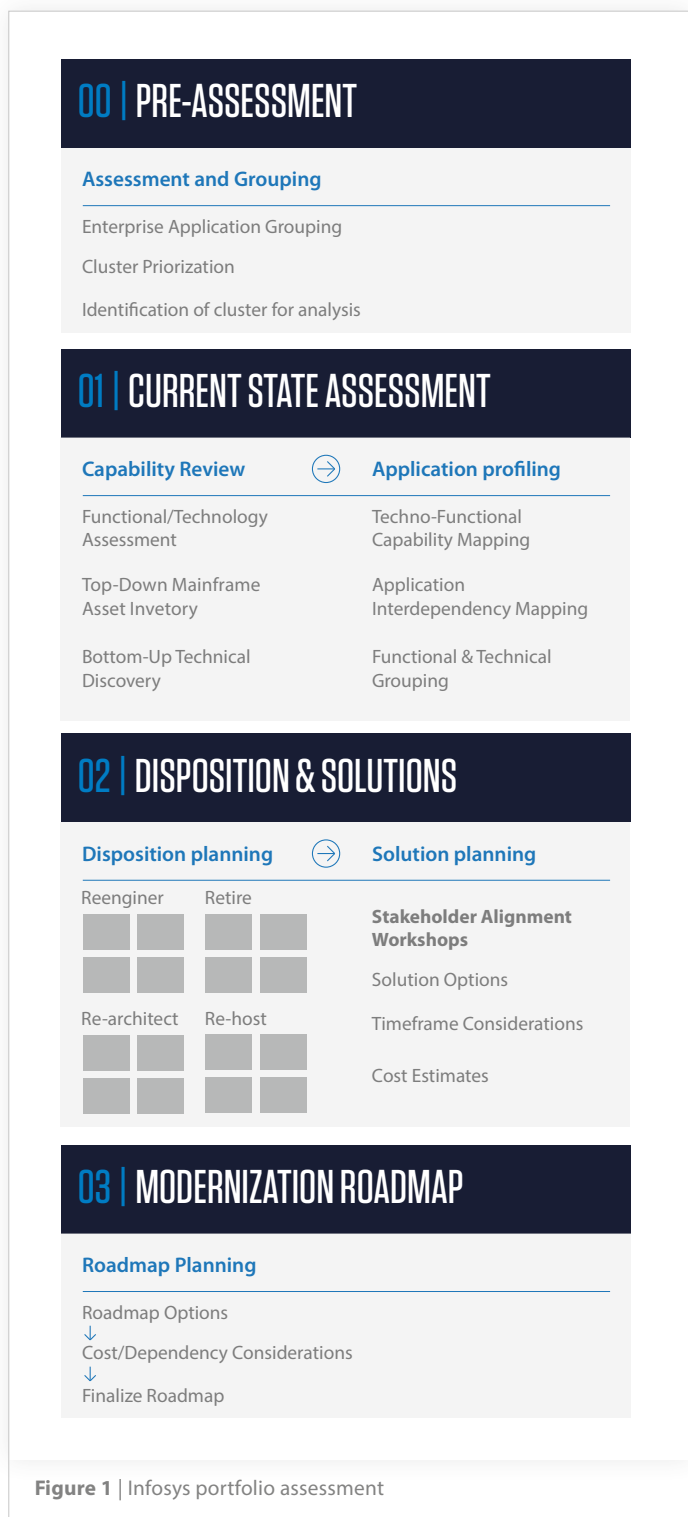 00 | PRE-ASSESSMENT
Assessment and Grouping
Enterprise Application Grouping
Cluster Priorization
Identification of cluster for analysis
01 | CURRENT STATE ASSESSMENT
Capability Review
Functional/Technology
Assessment
Top-Down Mainframe
Asset Invetory
Bottom-Up Technical
Discovery
Application profiling
Techno-Functional
Capability Mapping
Application
Interdependency Mapping
Functional & Technical
Grouping
02 | DISPOSITION & SOLUTIONS
Disposition planning
Reenginer
Retire
Re-architect
Re-host
Solution planning
Stakeholder Alignment
Workshops
Solution Options
Timeframe Considerations
Cost Estimates
03 | MODERNIZATION ROADMAP
Roadmap Planning
Roadmap Options
Cost/Dependency Considerations
Finalize Roadmap
Figure 1 | Infosys portfolio assessment